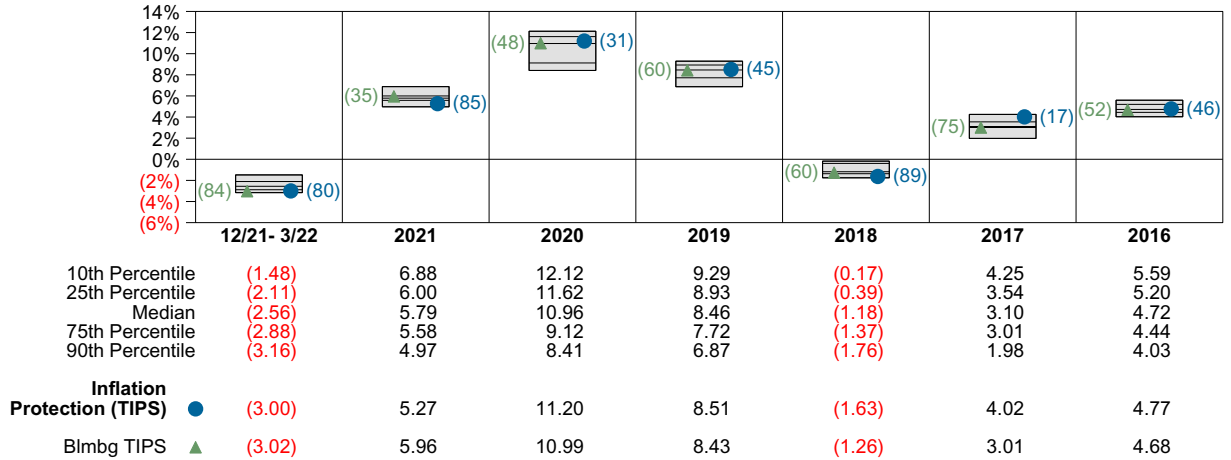 14%
12%
10%
8%
6%
4%
2%
0%
(2%)
(4%)
(6%)
(84) (80)
(35) (85)
(48) (31)
(60) (45)
(60) (89)
(75) (17)
(52) (46)
12/21- 3/22 2021 2020 2019 2018 2017 2016
10th Percentile (1.48) 6.88 12.12 9.29 (0.17) 4.25 5.59
25th Percentile (2.11) 6.00 11.62 8.93 (0.39) 3.54 5.20
Median (2.56) 5.79 10.96 8.46 (1.18) 3.10 4.72
75th Percentile (2.88) 5.58 9.12 7.72 (1.37) 3.01 4.44
90th Percentile (3.16) 4.97 8.41 6.87 (1.76) 1.98 4.03
Inflation
Protection (TIPS) (3.00) 5.27 11.20 8.51 (1.63) 4.02 4.77
Blmbg TIPS (3.02) 5.96 10.99 8.43 (1.26) 3.01 4.68